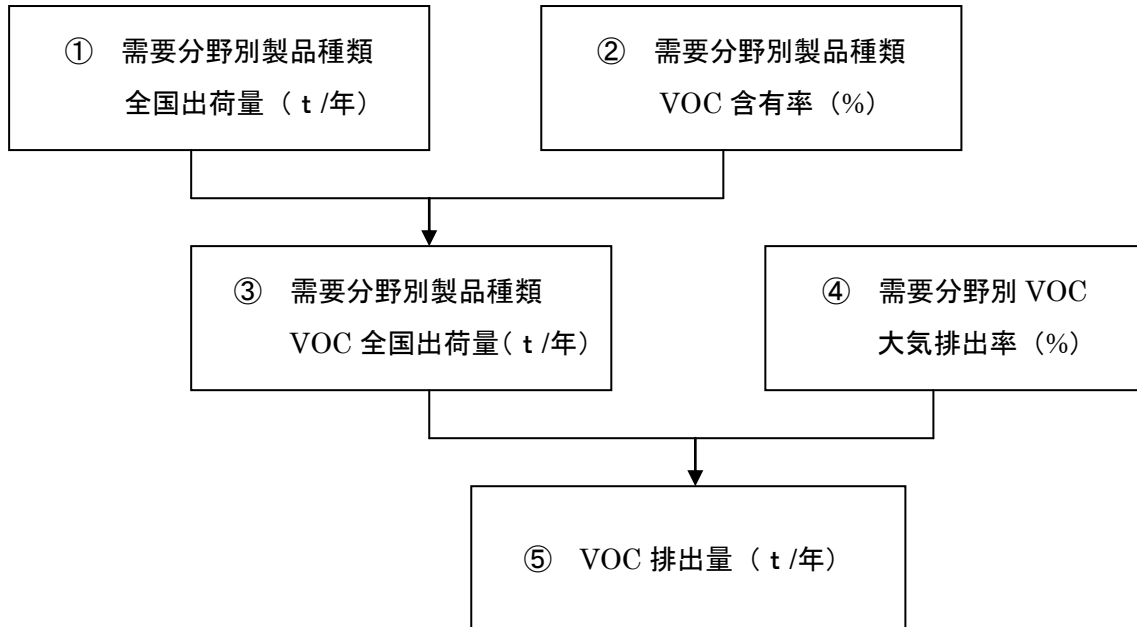 ① 需要分野別製品種類
全国出荷量（ｔ/年）
② 需要分野別製品種類
VOC 含有率（%）
③ 需要分野別製品種類
VOC 全国出荷量（ｔ/年）
④ 需要分野別 VOC
大気排出率（%）
⑤ VOC 排出量（ｔ/年）